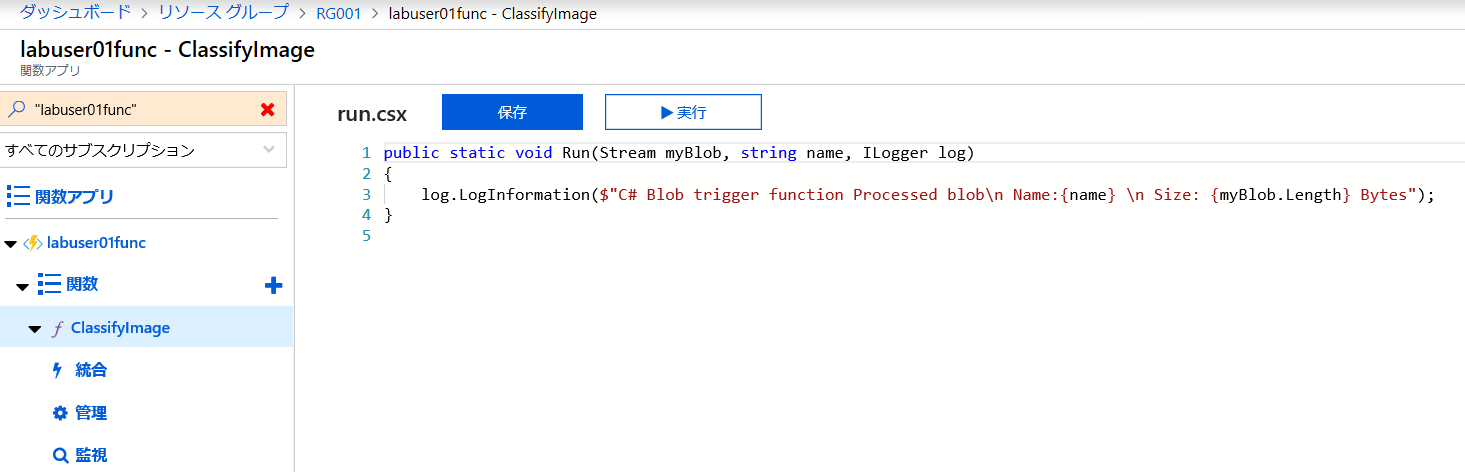 ダッシュボード > リソース グループ > RG001 > labuser01func - ClassifyImage
labuser01func - ClassifyImage
関数アプリ
"labuser01func"
すべてのサブスクリプション
関数アプリ
labuser01func
関数
ClassifyImage
統合
管理
監視
run.csx 保存 実行
1 public static void Run(Stream myBlob, string name, ILogger log)
2 {
3 log.LogInformation($"C# Blob trigger function Processed blob\n Name:{name} \n Size: {myBlob.Length} Bytes");
4 }
5